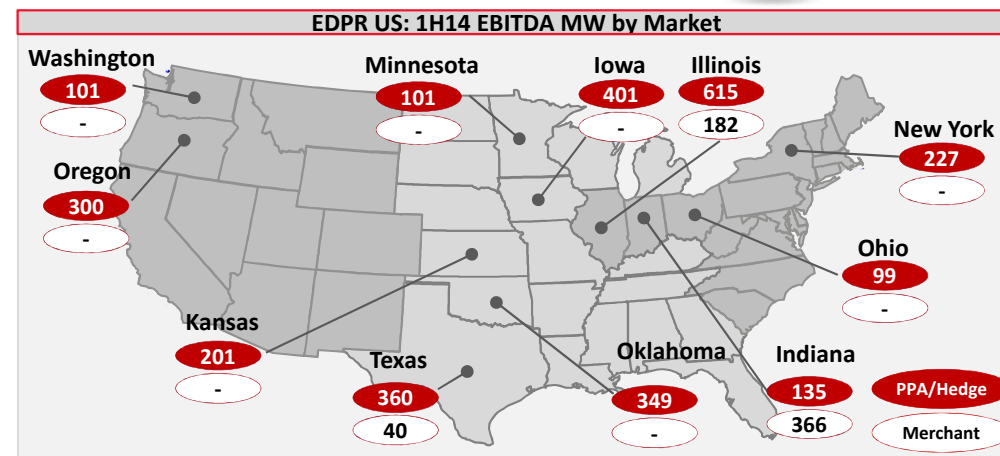 EDPR US: 1H14 EBITDA MW by Market
Washington
101
-
Minnesota
101
-
Iowa
401
-
Illinois
615
182
New York
227
-
Oregon
300
-
Ohio
99
-
Kansas
201
-
Texas
360
40
Oklahoma
349
-
Indiana
135
366
PPA/Hedge
Merchant